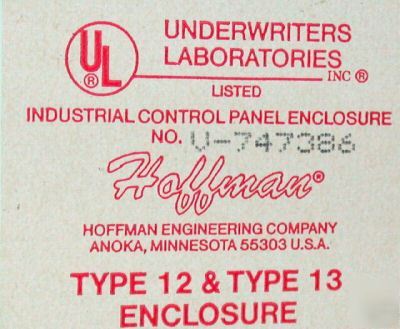 UL®
UNDERWRITERS
LABORATORIES
INC ®
LISTED
INDUSTRIAL CONTROL PANEL ENCLOSURE
NO. V-747386
Hoffman®
HOFFMAN ENGINEERING COMPANY
ANOKA, MINNESOTA 55303 U.S.A.
TYPE 12 & TYPE 13
ENCLOSURE